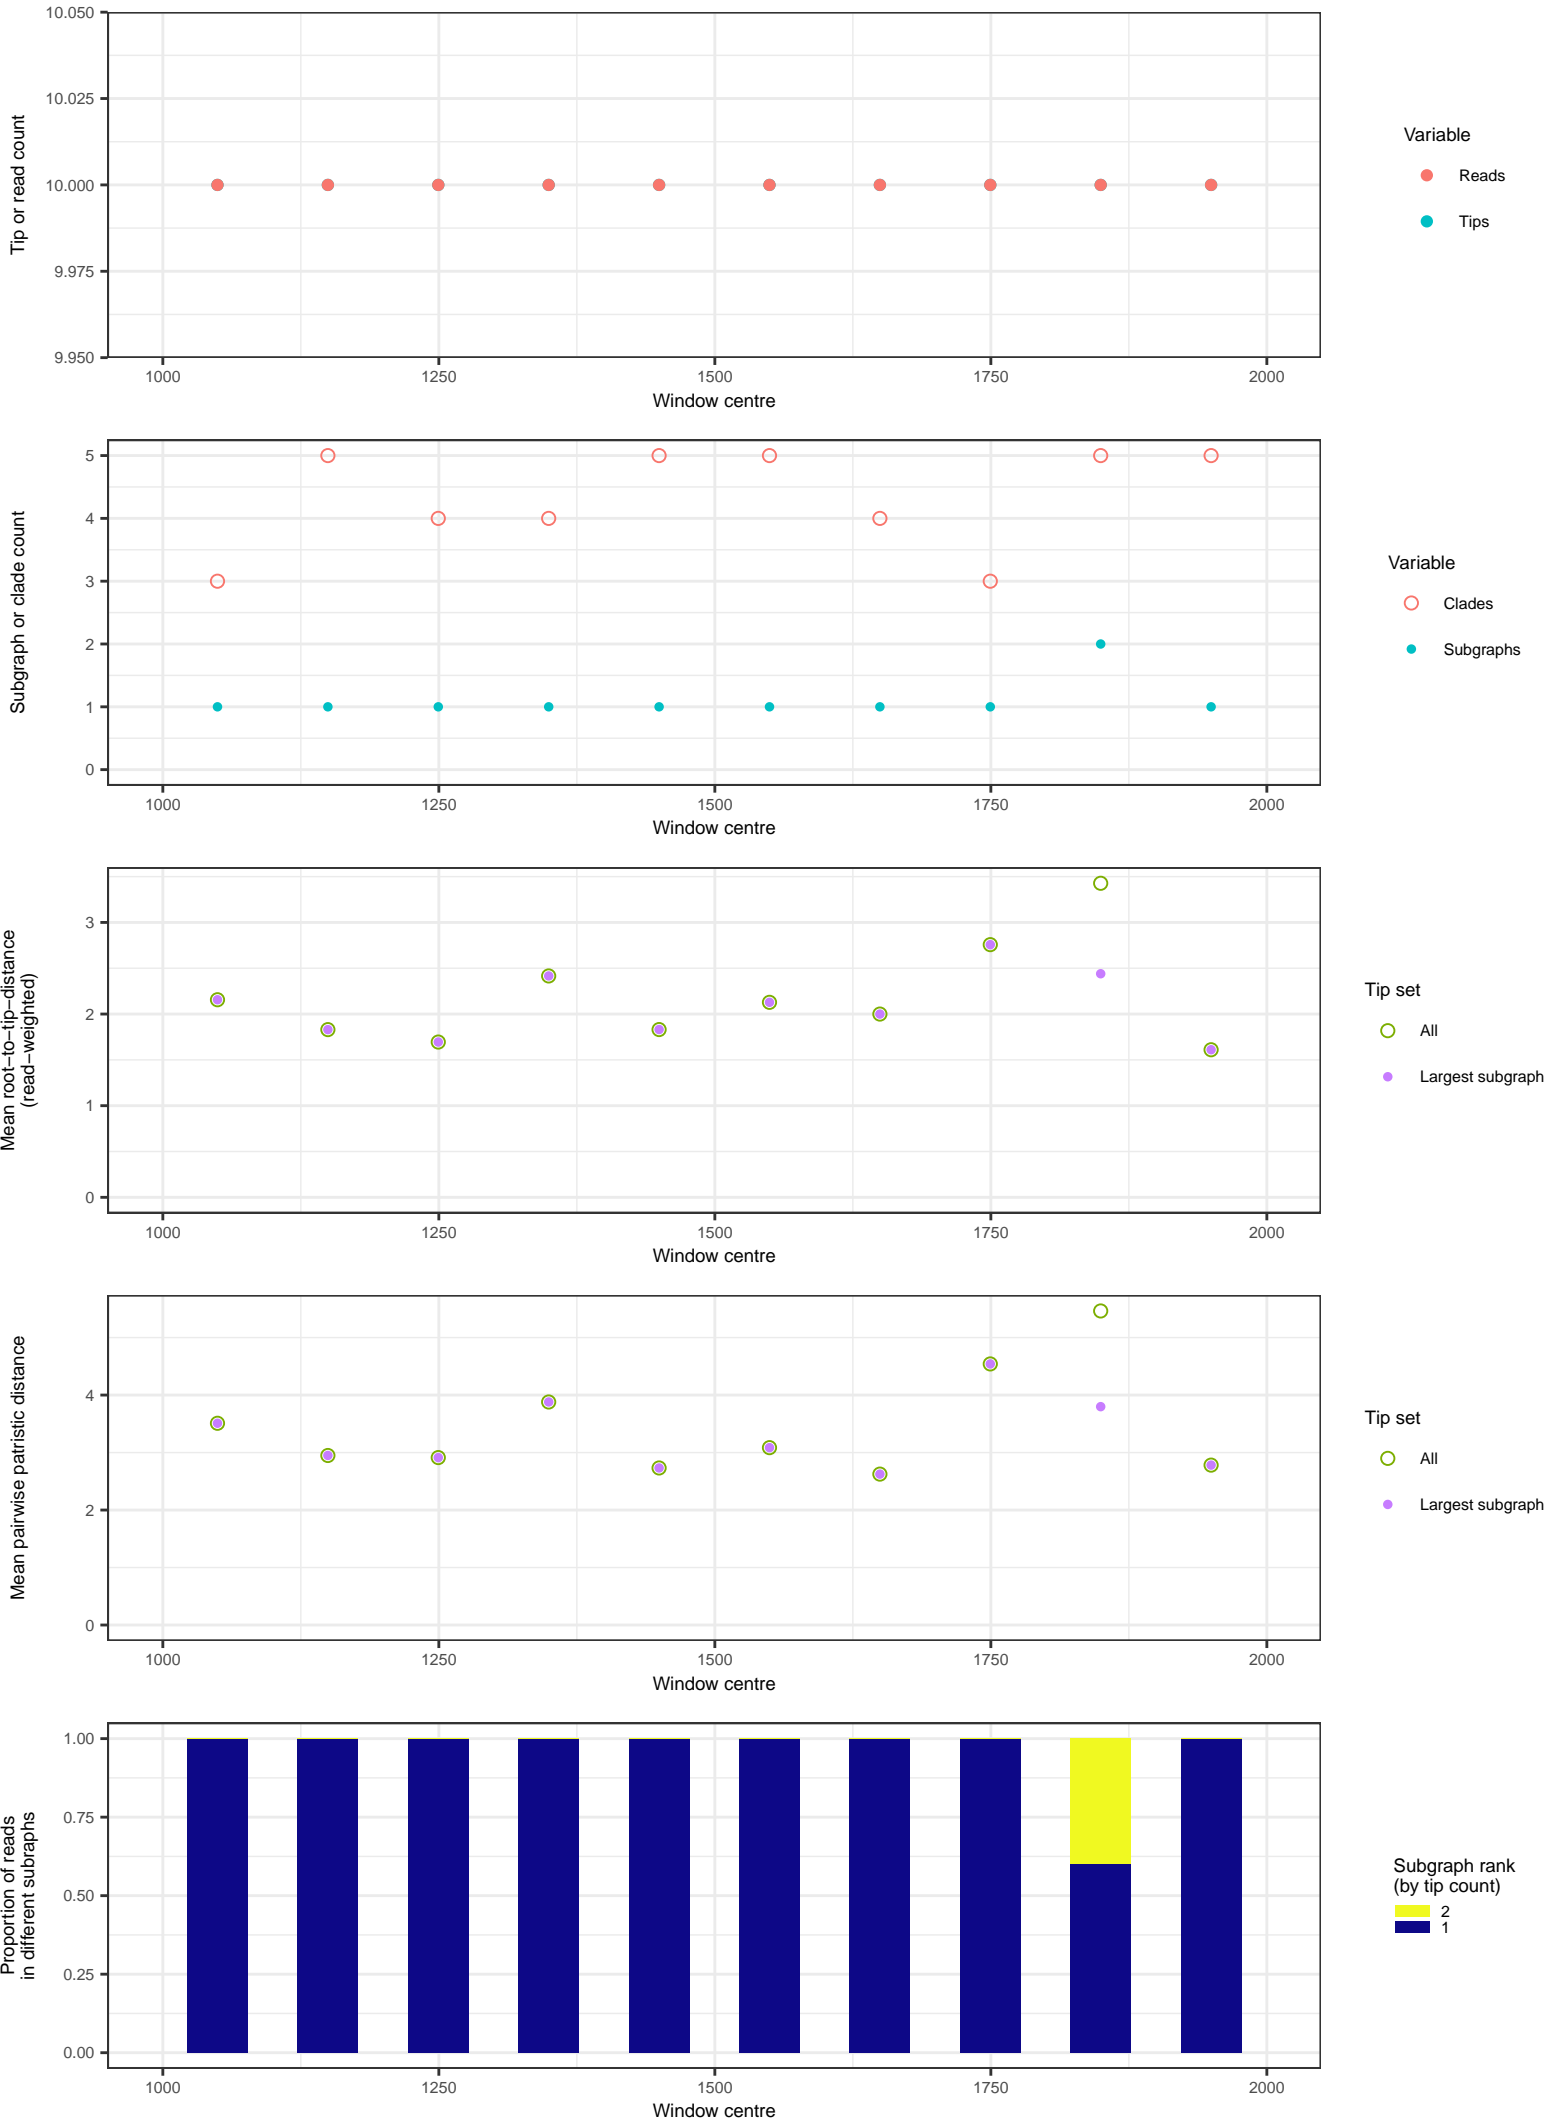 10.050
10.025
10.000
9.975
9.950
Tip or read count
1000 1250 1500 1750 2000
Window centre
Variable
Reads
Tips
5
4
3
2
1
0
Subgraph or clade count
1000 1250 1500 1750 2000
Window centre
Variable
Clades
Subgraphs
3
2
1
0
Mean root−to−tip−distance
(read−weighted)
1000 1250 1500 1750 2000
Window centre
Tip set
All
Largest subgraph
4
2
0
Mean pairwise patristic distance
1000 1250 1500 1750 2000
Window centre
Tip set
All
Largest subgraph
1.00
0.75
0.50
0.25
0.00
Proportion of reads
in different subraphs
1000 1250 1500 1750 2000
Window centre
Subgraph rank
(by tip count)
2
1